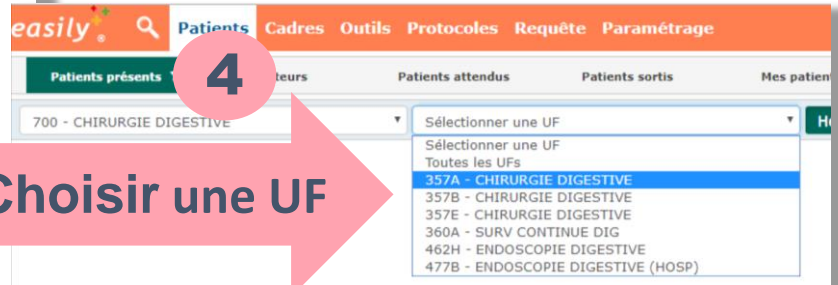 easily
Patients Cadres Outils Protocoles Requête Paramétrage
Patients présents 4 Patients attendus Patients sortis Mes
700 - CHIRURGIE DIGESTIVE Sélectionner une UF
Sélectionner une UF
Toutes les UFs
357A - CHIRURGIE DIGESTIVE
357B - CHIRURGIE DIGESTIVE
357E - CHIRURGIE DIGESTIVE
360A - SURV CONTINUE DIG
462H - ENDOSCOPIE DIGESTIVE
477B - ENDOSCOPIE DIGESTIVE (HOSP)
Choisir une UF